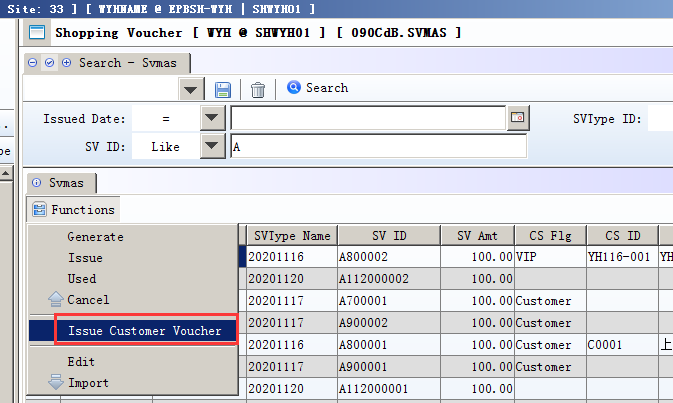 Site: 33 ] [ WYHNAME @ EPBSH-WYH | SHWYH01 ]
Shopping Voucher [ WYH @ SHWYH01 ] [ 090CdB.SVMAS ]
Search - Svmas
Search
Issued Date: = SVType ID:
SV ID: Like A
pe
Svmas
Functions
SVType Name SV ID SV Amt CS Flg CS ID
Generate
Issue
Used
Cancel
Issue Customer Voucher
Edit
Import
20201116 A800002 100.00 VIP YH116-001 YH
20201120 A112000002 100.00
20201117 A700001 100.00 Customer
20201117 A900002 100.00 Customer
20201116 A800001 100.00 Customer C0001 上
20201117 A900001 100.00 Customer
20201120 A112000001 100.00